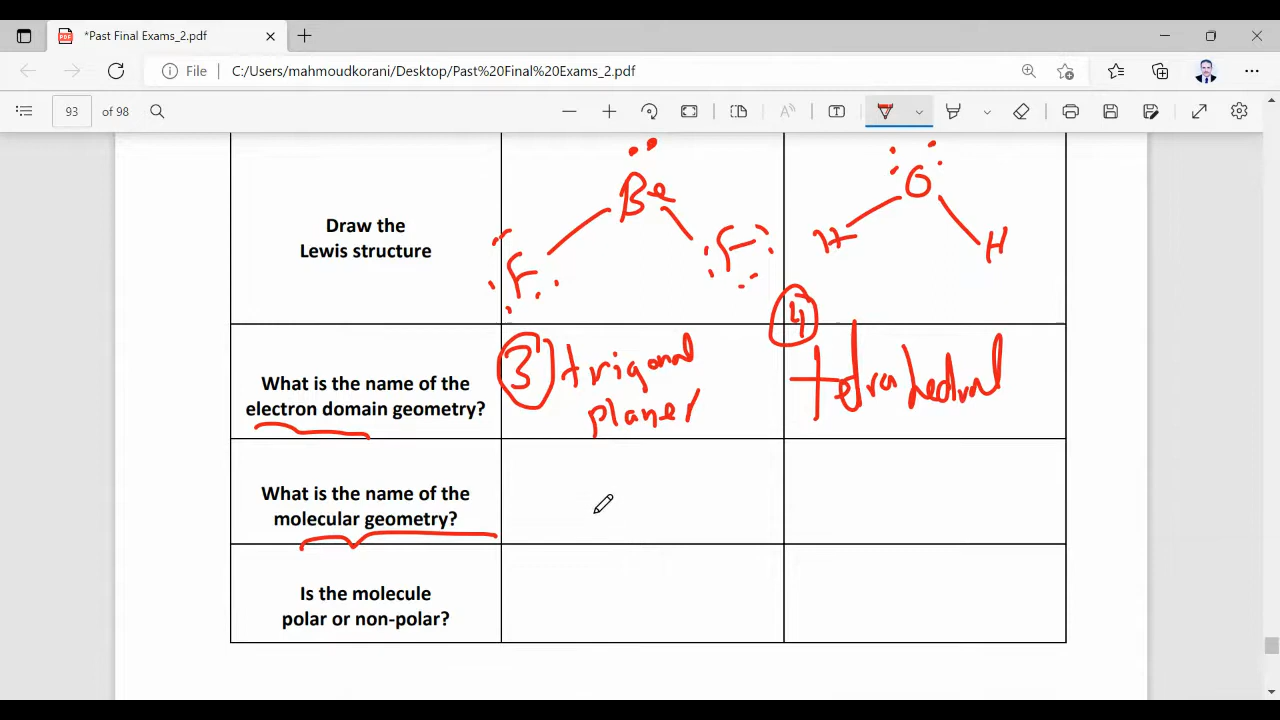 *Past Final Exams_2.pdf
File C:/Users/mahmoudkorani/Desktop/Past%20Final%20Exams_2.pdf
93 of 98
Draw the
Lewis structure
Be
F F
O
H H
What is the name of the
electron domain geometry?
3 trigonal
planer
4
tetrahedral
What is the name of the
molecular geometry?
Is the molecule
polar or non-polar?